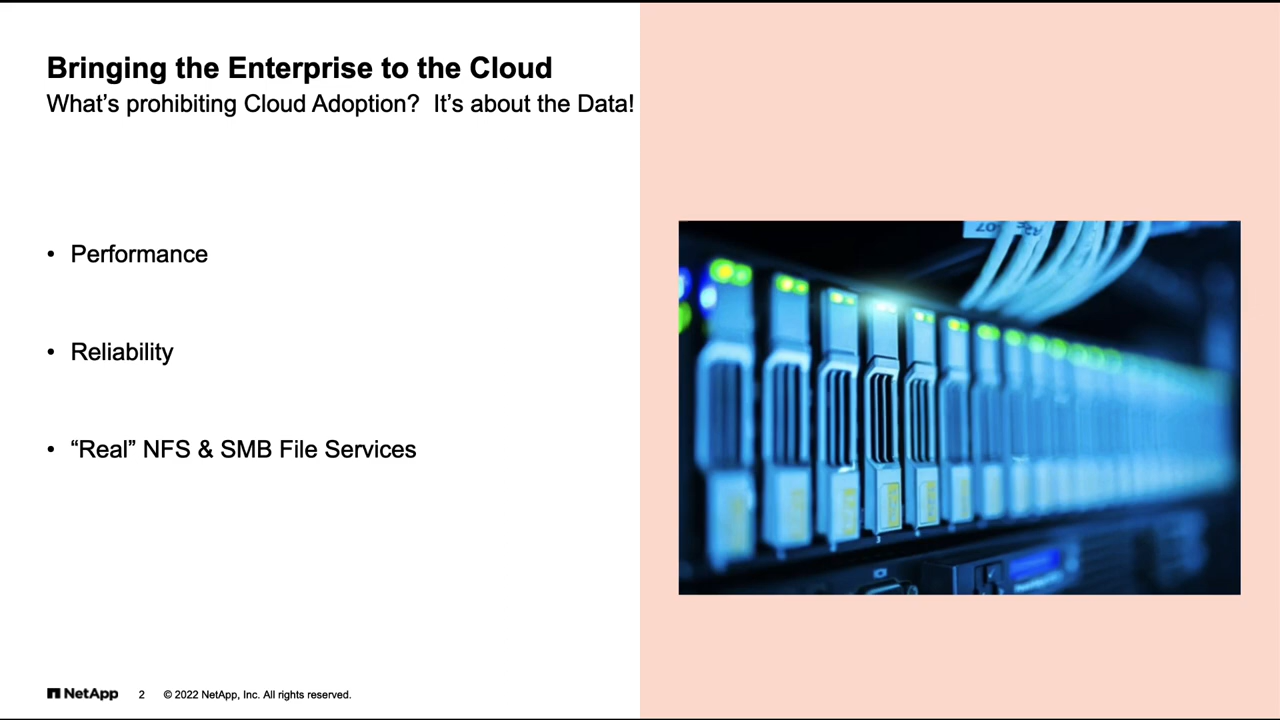 Bringing the Enterprise to the Cloud
What’s prohibiting Cloud Adoption?  It’s about the Data!
• Performance
• Reliability
• “Real” NFS & SMB File Services
NetApp 2 © 2022 NetApp, Inc. All rights reserved.